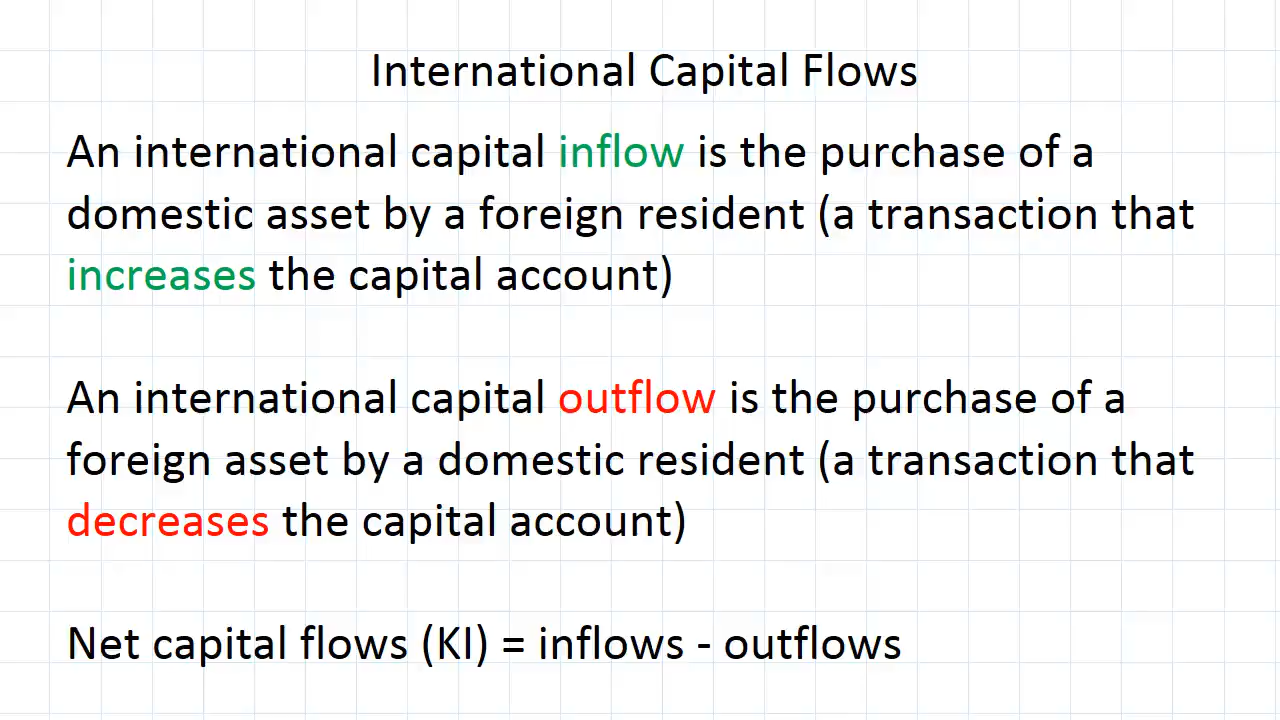 International Capital Flows
An international capital inflow is the purchase of a
domestic asset by a foreign resident (a transaction that
increases the capital account)
An international capital outflow is the purchase of a
foreign asset by a domestic resident (a transaction that
decreases the capital account)
Net capital flows (KI) = inflows - outflows